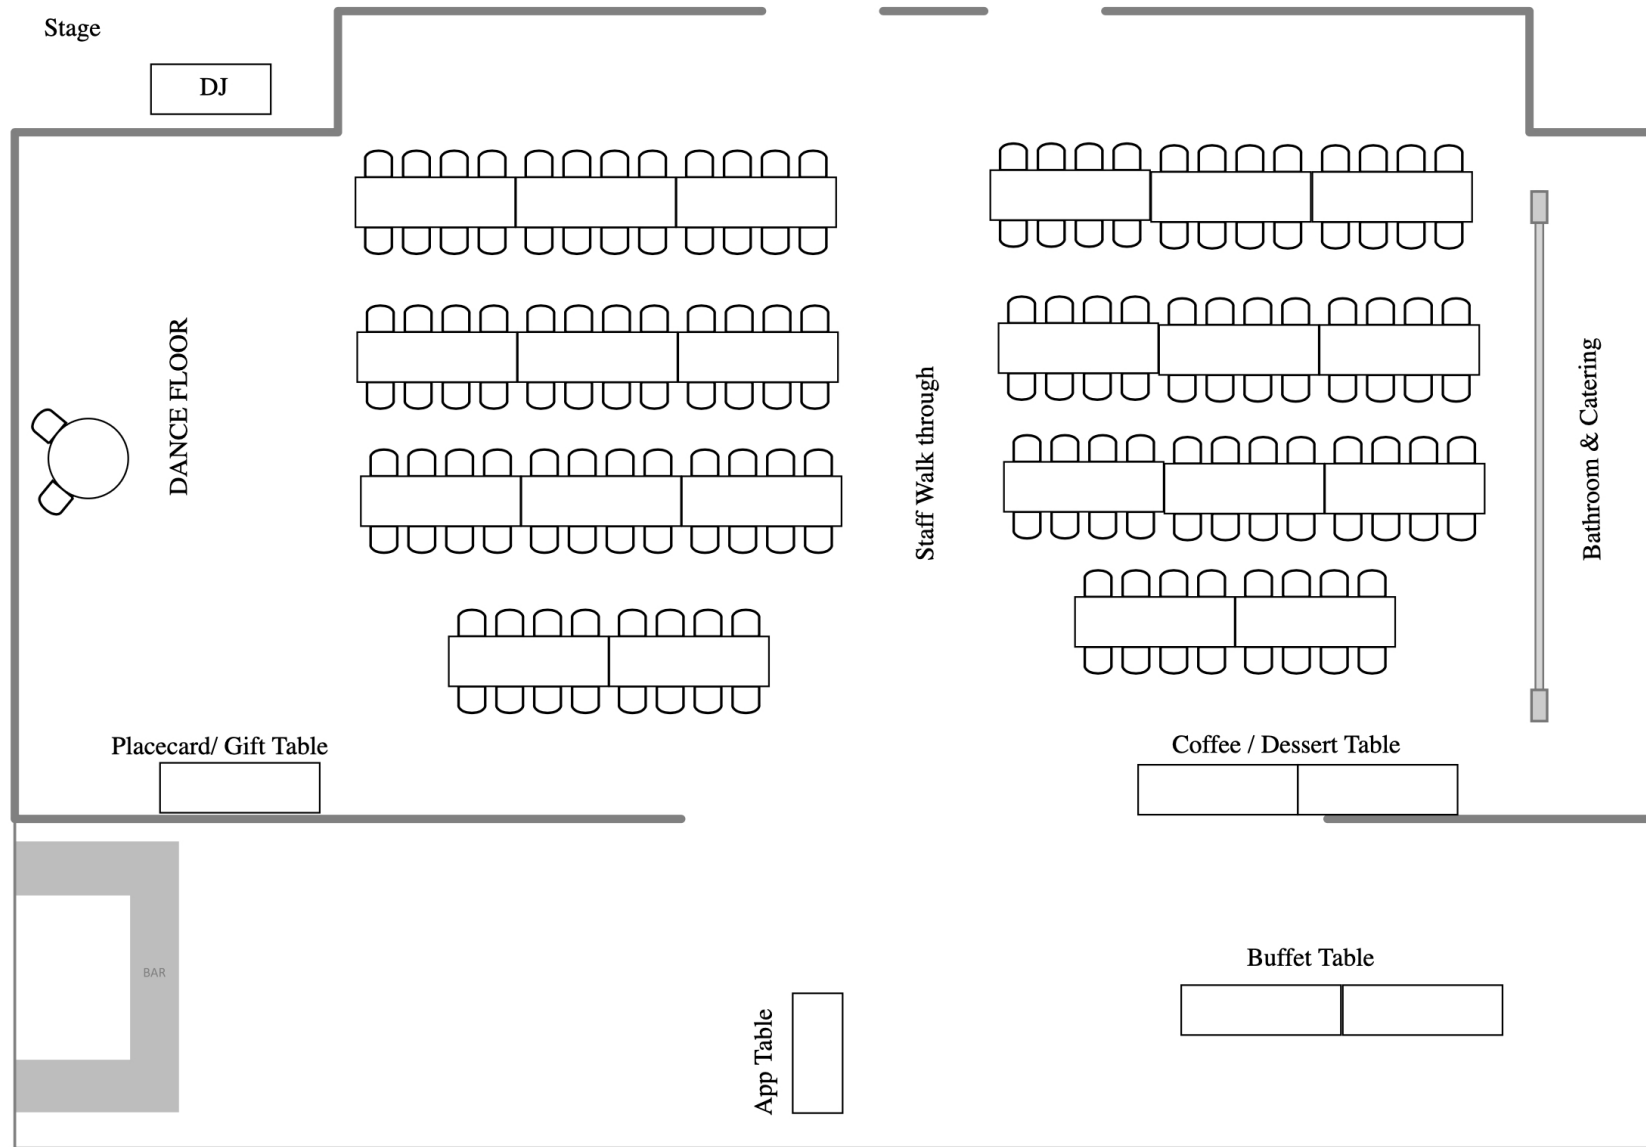 Stage
DJ
DANCE FLOOR
Staff Walk through
Bathroom & Catering
Placecard/ Gift Table
Coffee / Dessert Table
BAR
Buffet Table
App Table